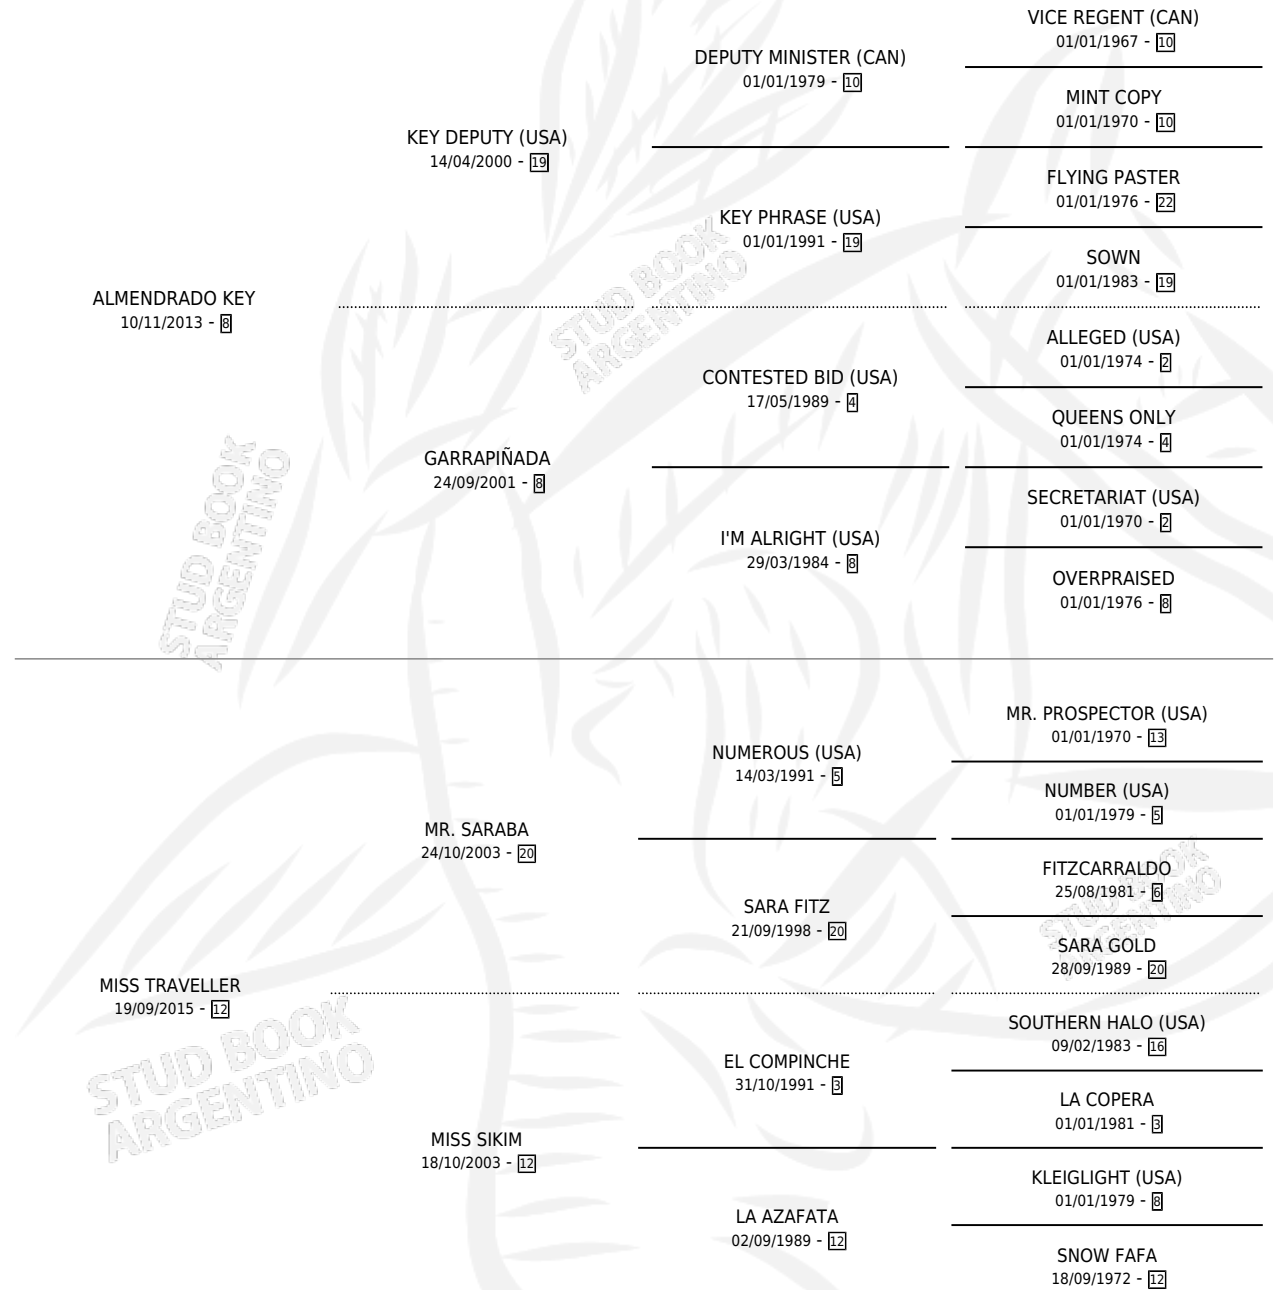 VICE REGENT (CAN)
01/01/1967 - 10
DEPUTY MINISTER (CAN)
01/01/1979 - 10
MINT COPY
01/01/1970 - 10
KEY DEPUTY (USA)
14/04/2000 - 19
FLYING PASTER
01/01/1976 - 22
KEY PHRASE (USA)
01/01/1991 - 19
SOWN
01/01/1983 - 19
ALMENDRADO KEY
10/11/2013 - 8
STUD BOOK
ARGENTINO
ALLEGED (USA)
01/01/1974 - 2
CONTESTED BID (USA)
17/05/1989 - 4
QUEENS ONLY
01/01/1974 - 4
GARRAPIÑADA
24/09/2001 - 8
SECRETARIAT (USA)
01/01/1970 - 2
I'M ALRIGHT (USA)
29/03/1984 - 8
OVERPRAISED
01/01/1976 - 8
STUD BOOK
ARGENTINO
MR. PROSPECTOR (USA)
01/01/1970 - 13
NUMEROUS (USA)
14/03/1991 - 5
NUMBER (USA)
01/01/1979 - 5
MR. SARABA
24/10/2003 - 20
FITZCARRALDO
25/08/1981 - 6
SARA FITZ
21/09/1998 - 20
SARA GOLD
28/09/1989 - 20
STUD BOOK
ARGENTINO
MISS TRAVELLER
19/09/2015 - 12
SOUTHERN HALO (USA)
09/02/1983 - 16
EL COMPINCHE
31/10/1991 - 3
LA COPERA
01/01/1981 - 3
STUD BOOK
ARGENTINO
MISS SIKIM
18/10/2003 - 12
KLEIGLIGHT (USA)
01/01/1979 - 8
LA AZAFATA
02/09/1989 - 12
SNOW FAFA
18/09/1972 - 12